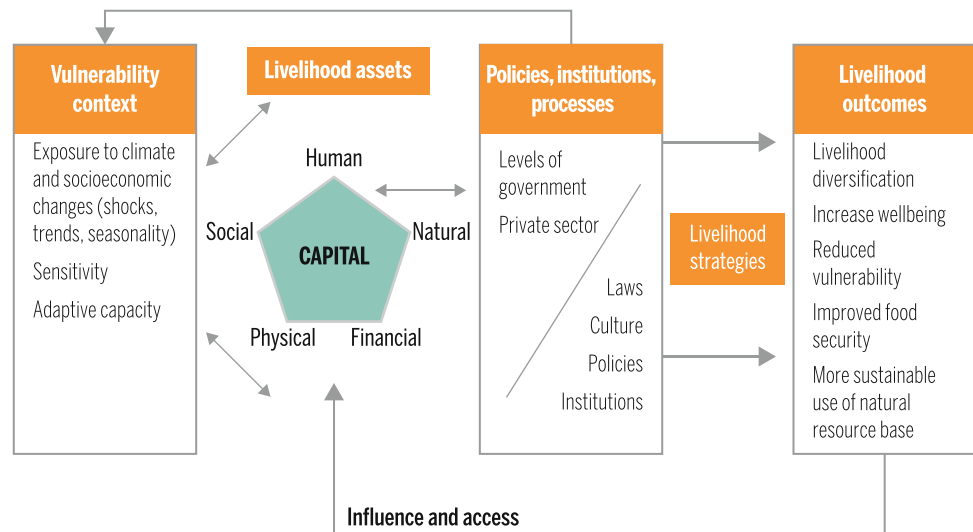 Vulnerability
context
Exposure to climate
and socioeconomic
changes (shocks,
trends, seasonality)
Sensitivity
Adaptive capacity
Livelihood assets
Human
Social
Natural
CAPITAL
Physical
Financial
Policies, institutions,
processes
Levels of
government
Private sector
Laws
Culture
Policies
Institutions
Livelihood
strategies
Livelihood
outcomes
Livelihood
diversification
Increase wellbeing
Reduced
vulnerability
Improved food
security
More sustainable
use of natural
resource base
Influence and access